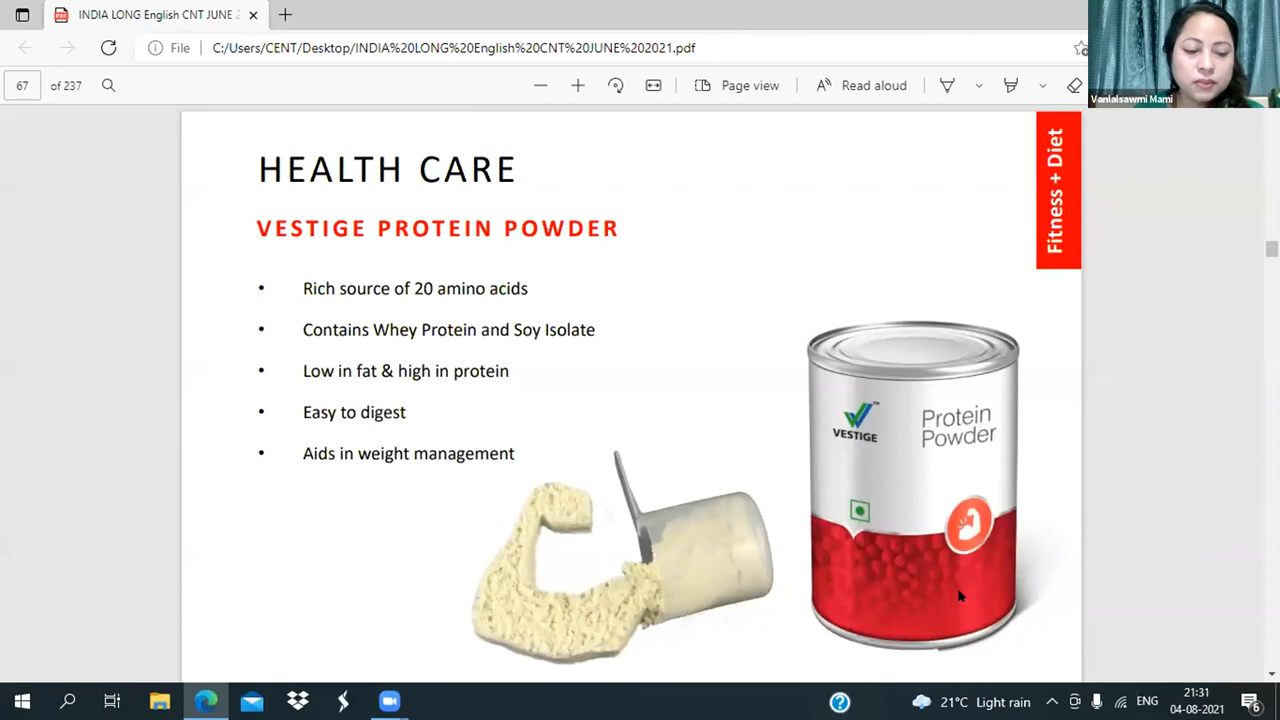 INDIA LONG English CNT JUNE 2
File
C:/Users/CENT/Desktop/INDIA%20LONG%20English%20CNT%20JUNE%202021.pdf
67 of 237
Page view
Read aloud
Vanlalsawmi Mami
HEALTH CARE
Fitness + Diet
VESTIGE PROTEIN POWDER
• Rich source of 20 amino acids
• Contains Whey Protein and Soy Isolate
• Low in fat & high in protein
• Easy to digest
• Aids in weight management
VESTIGE™
Protein
Powder
21°C Light rain
ENG
21:31
04-08-2021
6